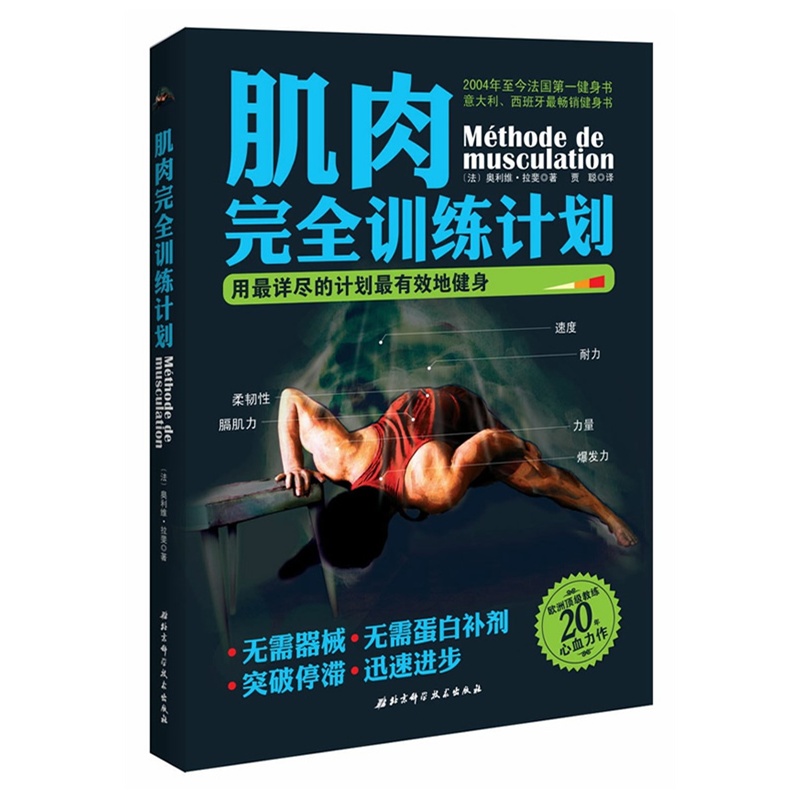 肌肉完全训练计划
Méthode de
musculation
〔法〕奥利维·拉斐◎著
北京科学技术出版社
肌肉
完全训练计划
2004年至今法国第一健身书
意大利、西班牙最畅销健身书
Méthode de
musculation
〔法〕奥利维·拉斐◎著 贾 聪◎译
用最详尽的计划最有效地健身
速度
耐力
柔韧性
膈肌力
力量
爆发力
欧洲顶级教练
20年
心血力作
·无需器械·无需蛋白补剂
·突破停滞·迅速进步
北京科学技术出版社